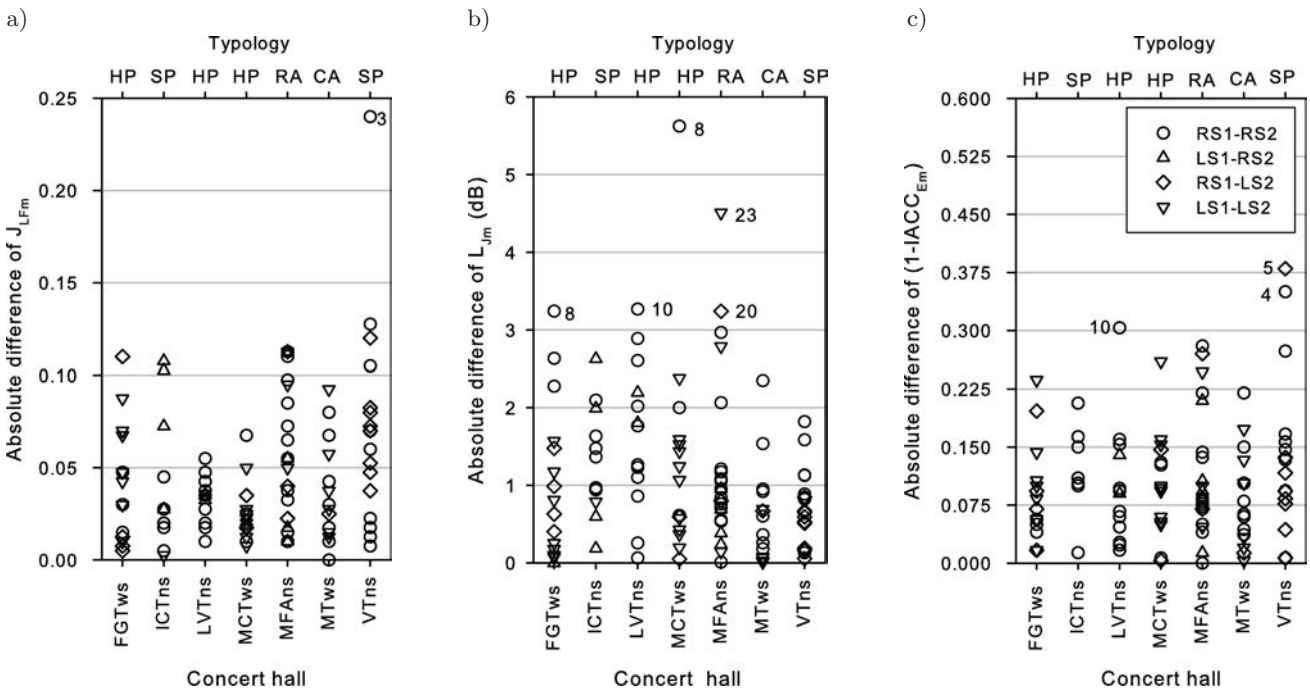 a)
Typology
HP SP HP HP RA CA SP
Absolute difference of J_LFm
0.25
0.20
0.15
0.10
0.05
0.00
3
FGTws ICTns LVTns MCTws MFAns MTws VTns
Concert hall
b)
Typology
HP SP HP HP RA CA SP
Absolute difference of L_Jm (dB)
6
5
4
3
2
1
0
8
23
8 10 20
FGTws ICTns LVTns MCTws MFAns MTws VTns
Concert hall
c)
Typology
HP SP HP HP RA CA SP
Absolute difference of (1-IACC_Em)
0.600
0.525
0.450
0.375
0.300
0.225
0.150
0.075
0.000
RS1-RS2
LS1-RS2
RS1-LS2
LS1-LS2
5
4
10
FGTws ICTns LVTns MCTws MFAns MTws VTns
Concert hall